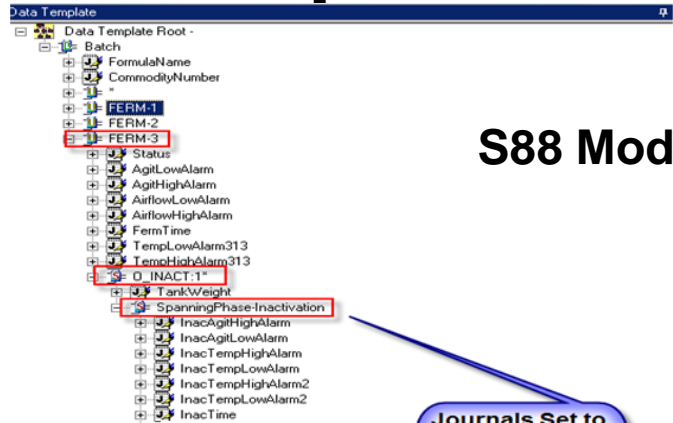 Data Template
Data Template Root -
Batch
FormulaName
CommodityNumber
*
FERM-1
FERM-2
FERM-3
S88 Mod
Status
AgitLowAlarm
AgitHighAlarm
AirflowLowAlarm
AirflowHighAlarm
FermTime
TempLowAlarm313
TempHighAlarm313
O_INACT:1*
TankWeight
SpanningPhase-Inactivation
InacAgitHighAlarm
InacAgitLowAlarm
InacTempHighAlarm
InacTempLowAlarm
InacTempHighAlarm2
InacTempLowAlarm2
InacTime
Journals Set to